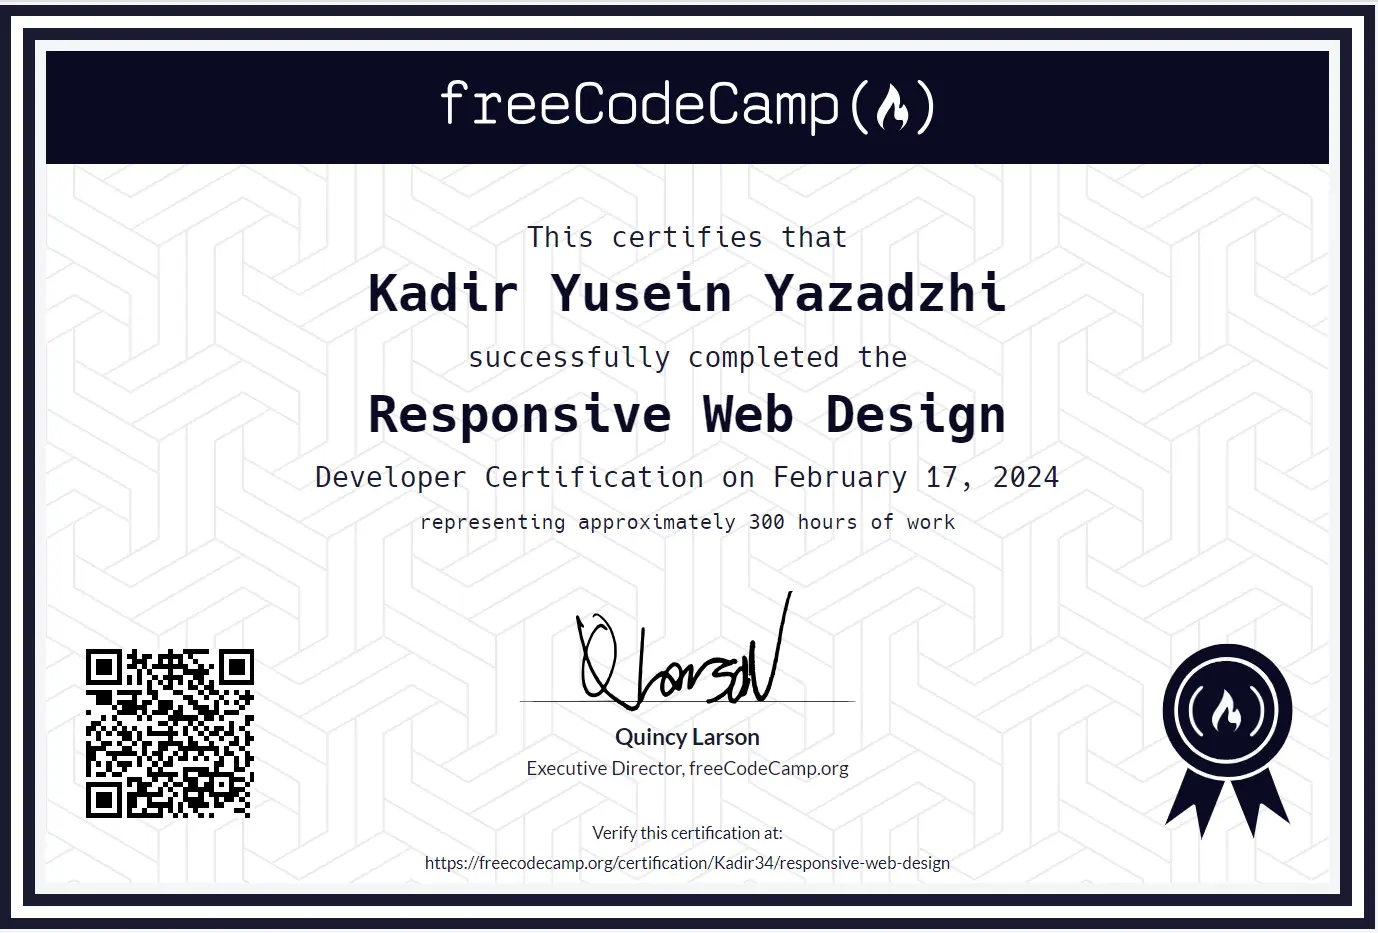 freeCodeCamp
This certifies that
Kadir Yusein Yazadzhi
successfully completed the
Responsive Web Design
Developer Certification on February 17, 2024
representing approximately 300 hours of work
Quincy Larson
Executive Director, freeCodeCamp.org
Verify this certification at:
https://freecodecamp.org/certification/Kadir34/responsive-web-design